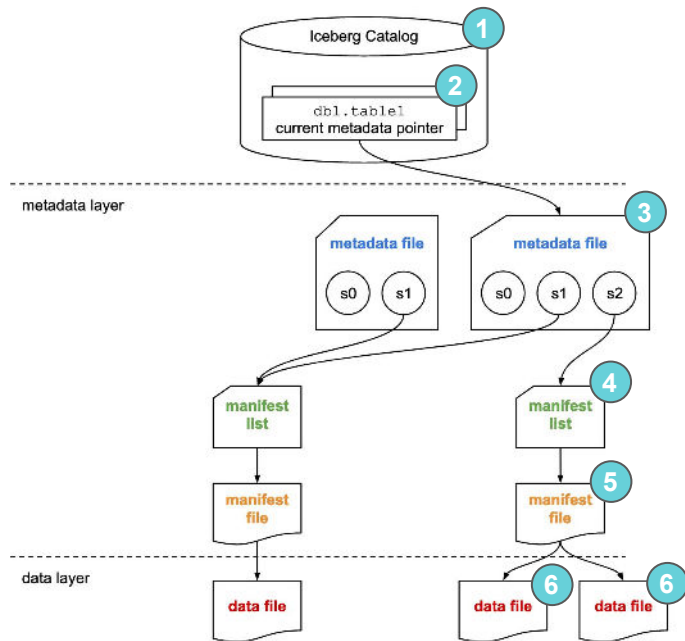 Iceberg Catalog
1
2
db1.table1
current metadata pointer
metadata layer
3
metadata file
metadata file
s0
s1
s0
s1
s2
4
manifest
list
manifest
list
5
manifest
file
manifest
file
data layer
6
6
data file
data file
data file